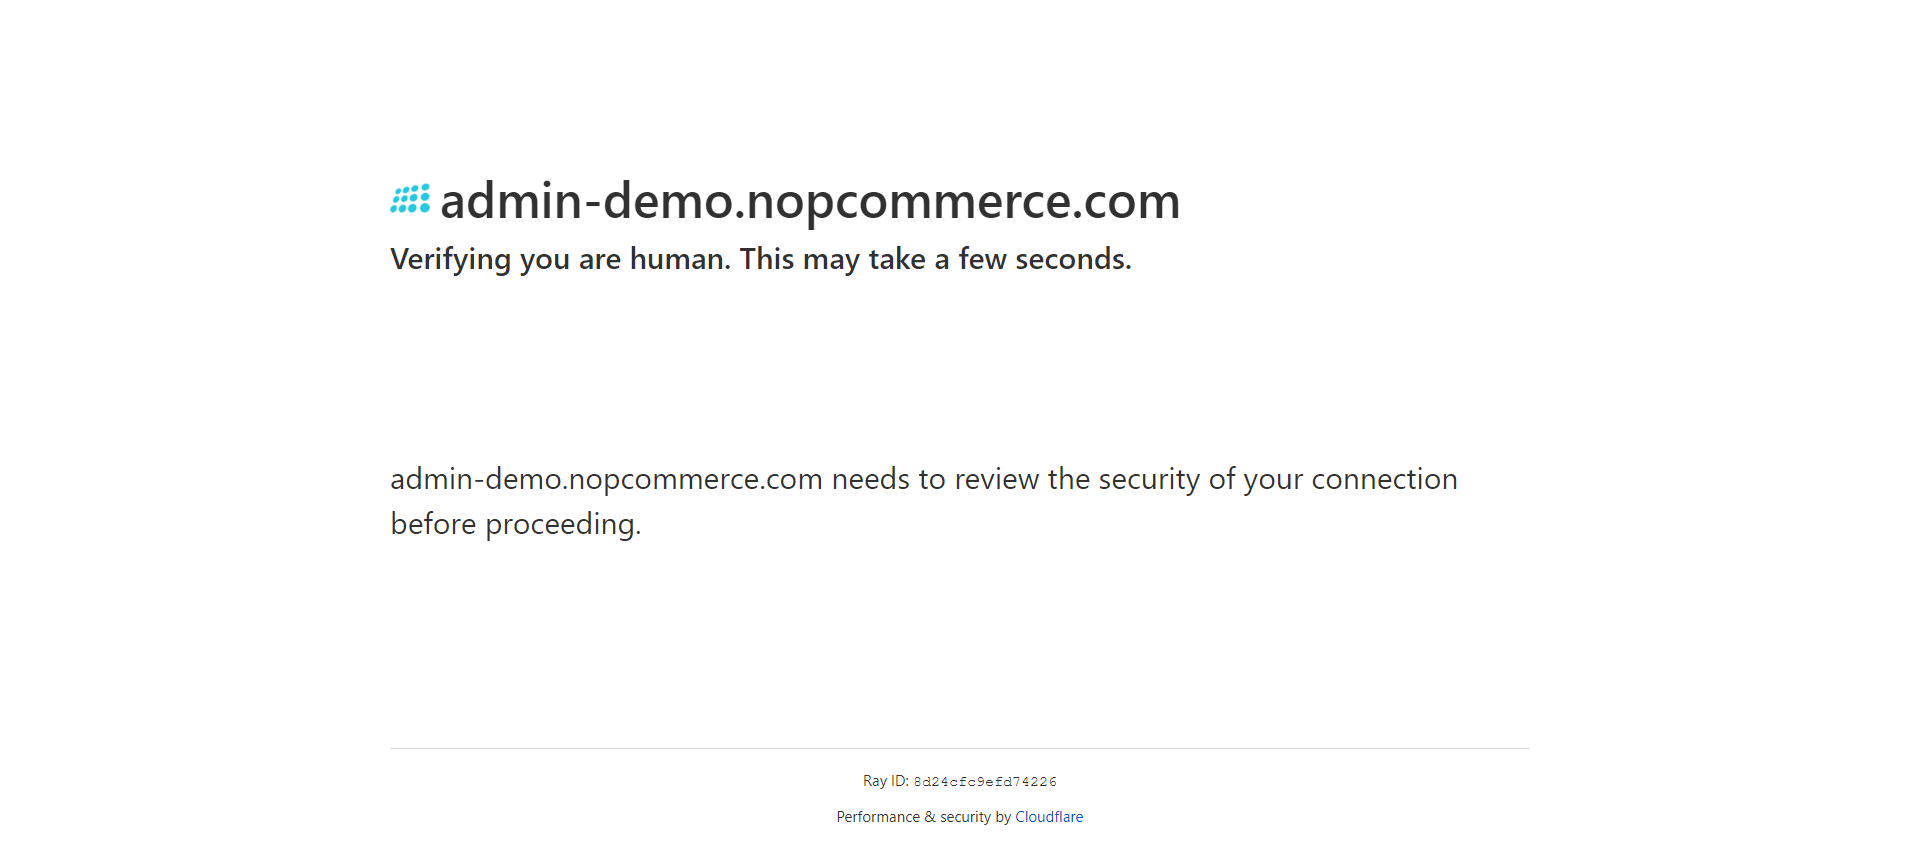 admin-demo.nopcommerce.com
Verifying you are human. This may take a few seconds.
admin-demo.nopcommerce.com needs to review the security of your connection
before proceeding.
Ray ID: 8d24cfc9efd74226
Performance & security by Cloudflare